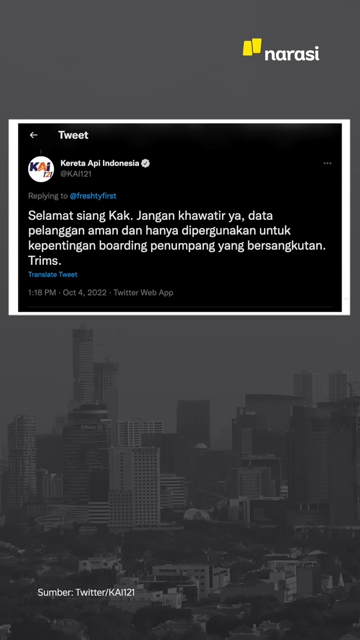 narasi
Tweet
KAI
121
Kereta Api Indonesia
@KAI121
Replying to @freshtyfirst
Selamat siang Kak. Jangan khawatir ya, data
pelanggan aman dan hanya dipergunakan untuk
kepentingan boarding penumpang yang bersangkutan.
Trims.
Translate Tweet
1:18 PM · Oct 4, 2022 · Twitter Web App
Sumber: Twitter/KAI121